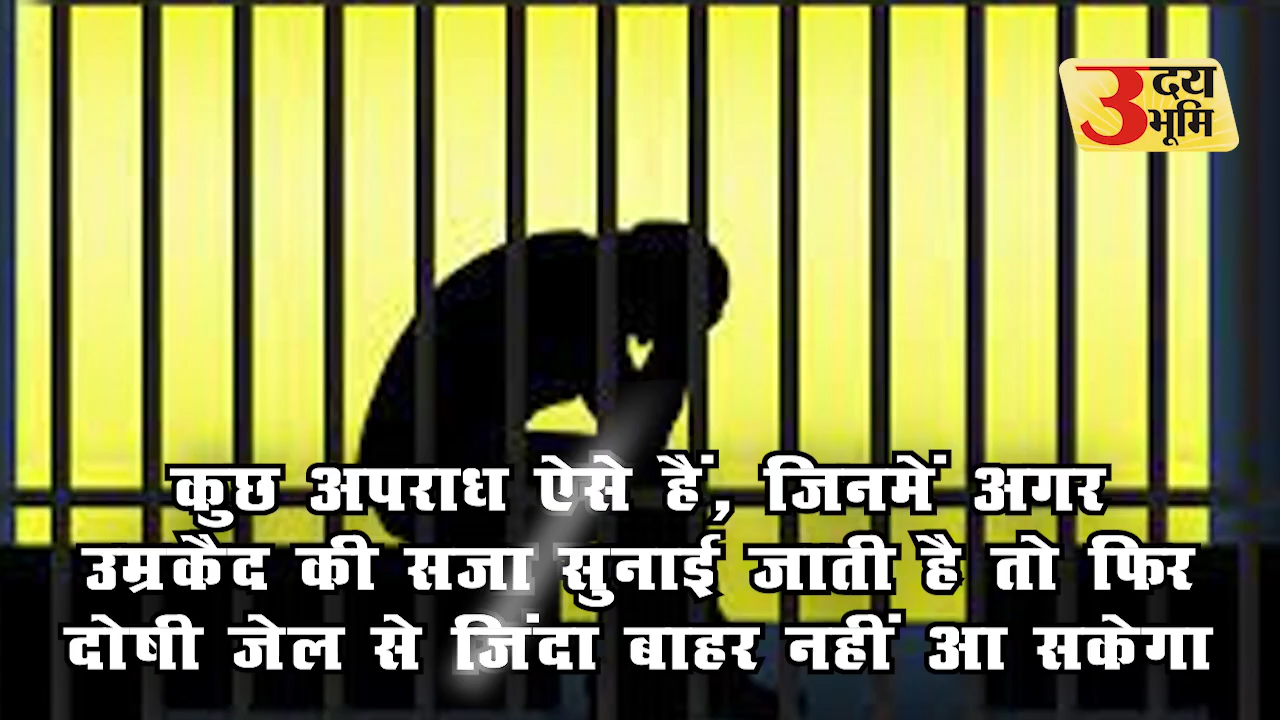 उदय
भूमि
कुछ अपराध ऐसे हैं, जिनमें अगर
उम्रकैद की सजा सुनाई जाती है तो फिर
दोषी जेल से जिंदा बाहर नहीं आ सकेगा